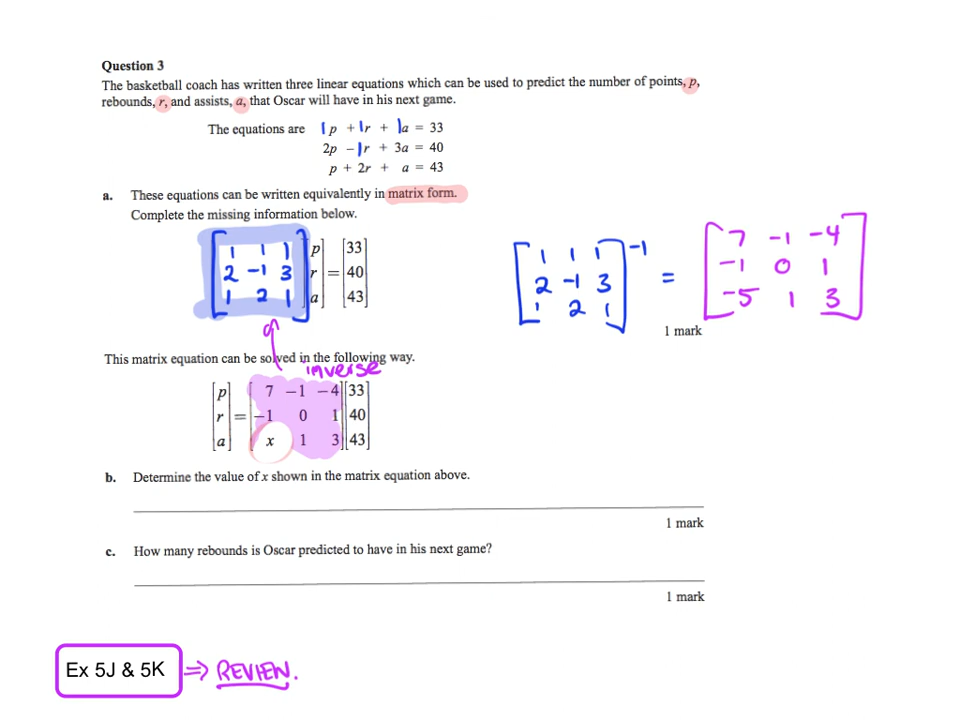 Question 3
The basketball coach has written three linear equations which can be used to predict the number of points, p,
rebounds, r, and assists, a, that Oscar will have in his next game.
The equations are 1p + 1r + 1a = 33
2p - 1r + 3a = 40
p + 2r + a = 43
a. These equations can be written equivalently in matrix form.
Complete the missing information below.
1 1 1 p 33
2 -1 3 r = 40
1 2 1 a 43
1 1 1 -1 7 -1 -4
2 -1 3 = -1 0 1
1 2 1 -5 1 3
1 mark
This matrix equation can be solved in the following way.
inverse
p 7 -1 -4 33
r = -1 0 1 40
a x 1 3 43
b. Determine the value of x shown in the matrix equation above.
1 mark
c. How many rebounds is Oscar predicted to have in his next game?
1 mark
Ex 5J & 5K ⇒ REVIEW.